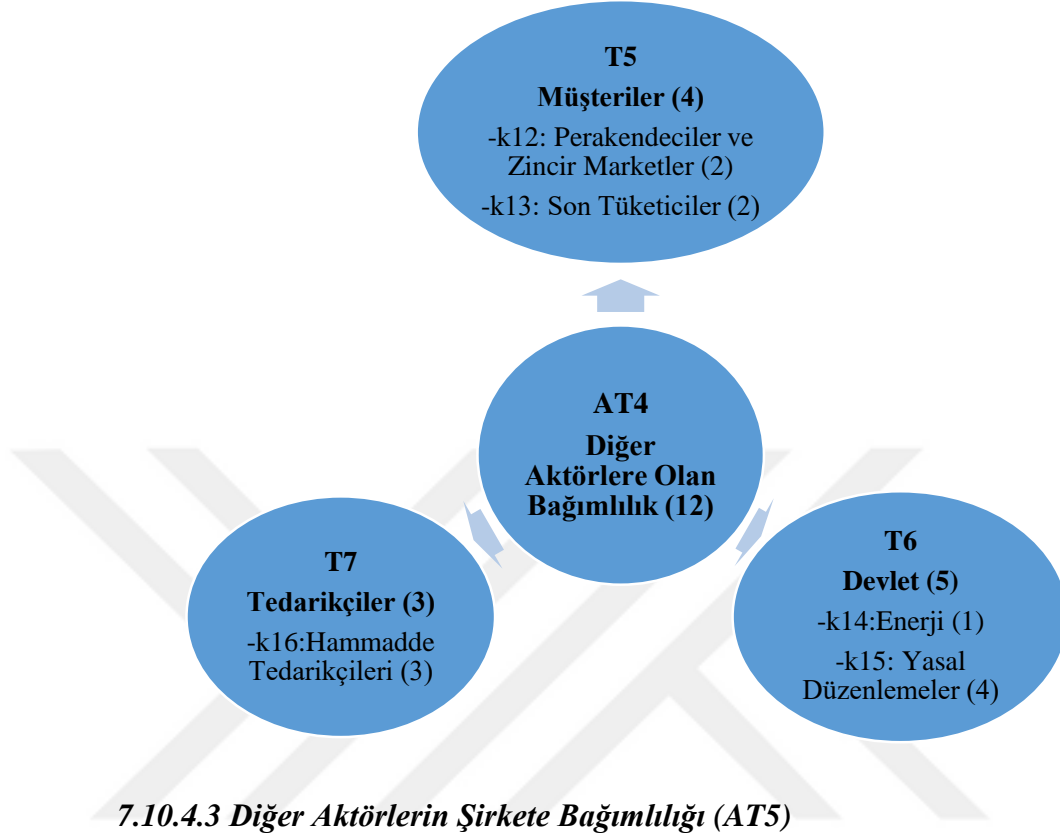 T5
Müşteriler (4)
-k12: Perakendeciler ve
Zincir Marketler (2)
-k13: Son Tüketiciler (2)
AT4
Diğer
Aktörlere Olan
Bağımlılık (12)
T7
Tedarikçiler (3)
-k16:Hammadde
Tedarikçileri (3)
T6
Devlet (5)
-k14:Enerji (1)
-k15: Yasal
Düzenlemeler (4)
7.10.4.3 Diğer Aktörlerin Şirkete Bağımlılığı (AT5)